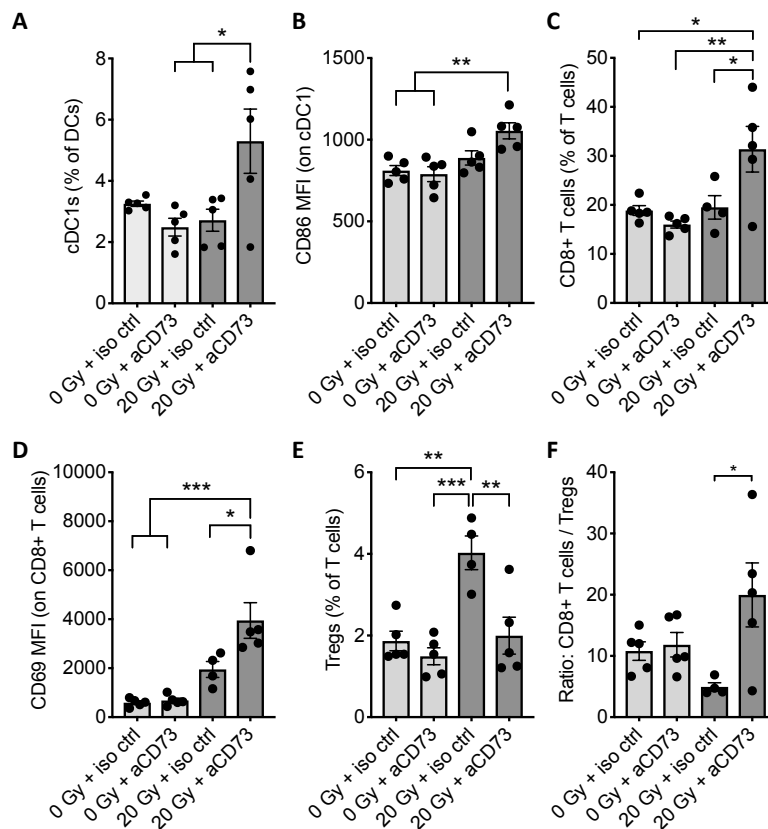 A
cDC1s (% of DCs)
8
6
4
2
0
*
0 Gy + iso ctrl
0 Gy + aCD73
20 Gy + iso ctrl
20 Gy + aCD73
B
CD86 MFI (on cDC1)
1500
1000
500
0
**
0 Gy + iso ctrl
0 Gy + aCD73
20 Gy + iso ctrl
20 Gy + aCD73
C
CD8+ T cells (% of T cells)
50
40
30
20
10
0
*
**
*
0 Gy + iso ctrl
0 Gy + aCD73
20 Gy + iso ctrl
20 Gy + aCD73
D
CD69 MFI (on CD8+ T cells)
10000
8000
6000
4000
2000
0
***
*
0 Gy + iso ctrl
0 Gy + aCD73
20 Gy + iso ctrl
20 Gy + aCD73
E
Tregs (% of T cells)
6
4
2
0
**
*** **
0 Gy + iso ctrl
0 Gy + aCD73
20 Gy + iso ctrl
20 Gy + aCD73
F
Ratio: CD8+ T cells / Tregs
40
30
20
10
0
*
0 Gy + iso ctrl
0 Gy + aCD73
20 Gy + iso ctrl
20 Gy + aCD73